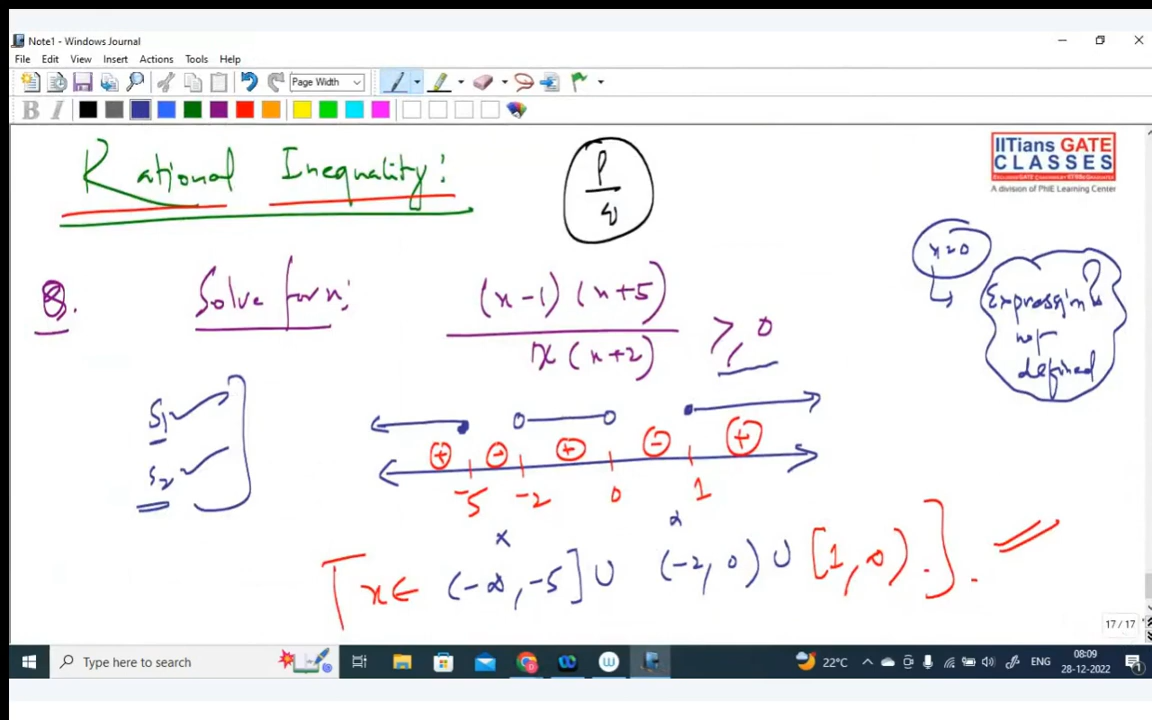 Note1 - Windows Journal
File Edit View Insert Actions Tools Help
Page Width
B I
Rational Inequality:
P
q
IITians GATE
CLASSES
A division of PhIE Learning Center
x=0
Expression is
not
defined
Q. Solve for x;
(x-1) (x+5)
x (x+2)
≥ 0
S1
S2
+ - + - +
-5 -2 0 1
x
[x ∈ (-∞, -5] ∪ (-2, 0) ∪ [1, ∞).].
17 / 17
Type here to search
22°C
ENG
08:09
28-12-2022
1